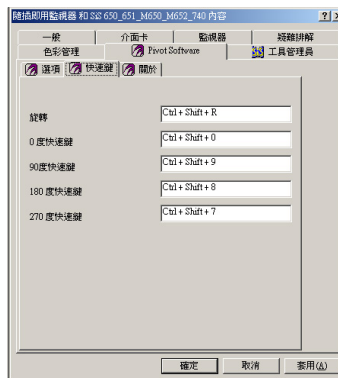 隨插即用監視器 和 SiS 650_651_M650_M652_740 內容
一般 介面卡 監視器 疑難排解
色彩管理 Pivot Software 工具管理員
選項 快速鍵 關於
旋轉 Ctrl + Shift + R
0 度快速鍵 Ctrl + Shift + 0
90度快速鍵 Ctrl + Shift + 9
180 度快速鍵 Ctrl + Shift + 8
270 度快速鍵 Ctrl + Shift + 7
確定 取消 套用(A)